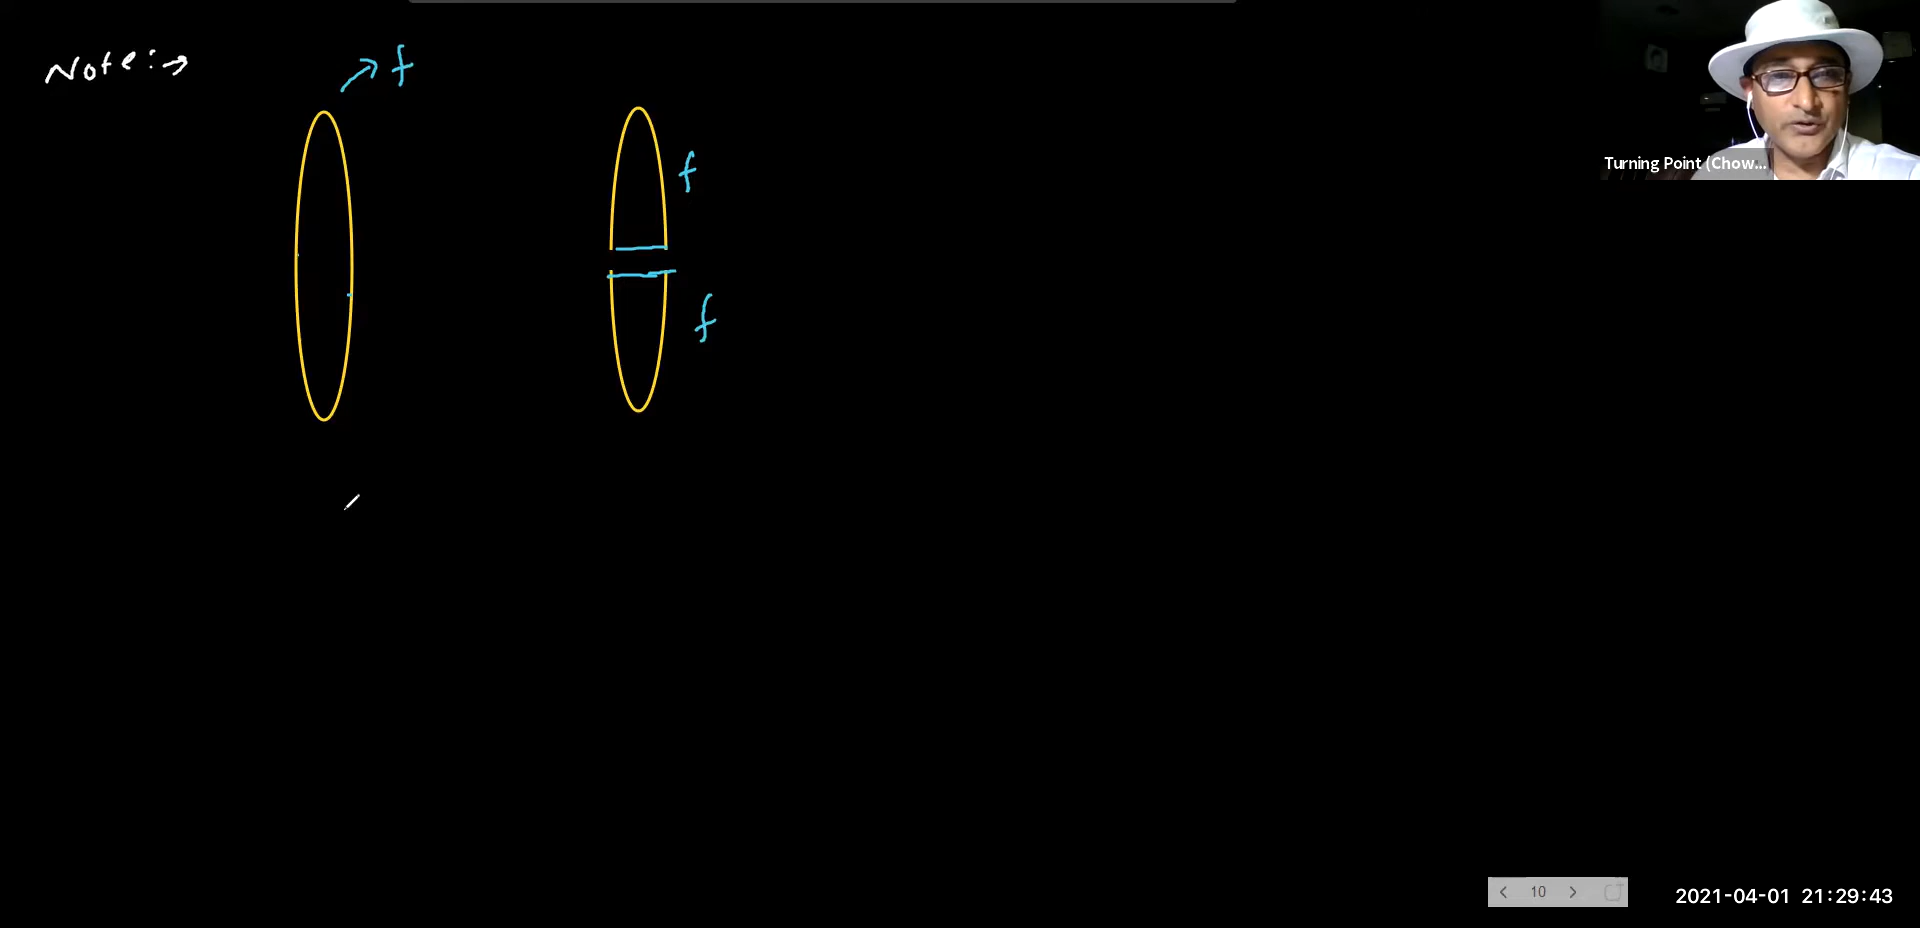 Note :→
f
f
f
Turning Point (Chow...
10
2021-04-01 21:29:43